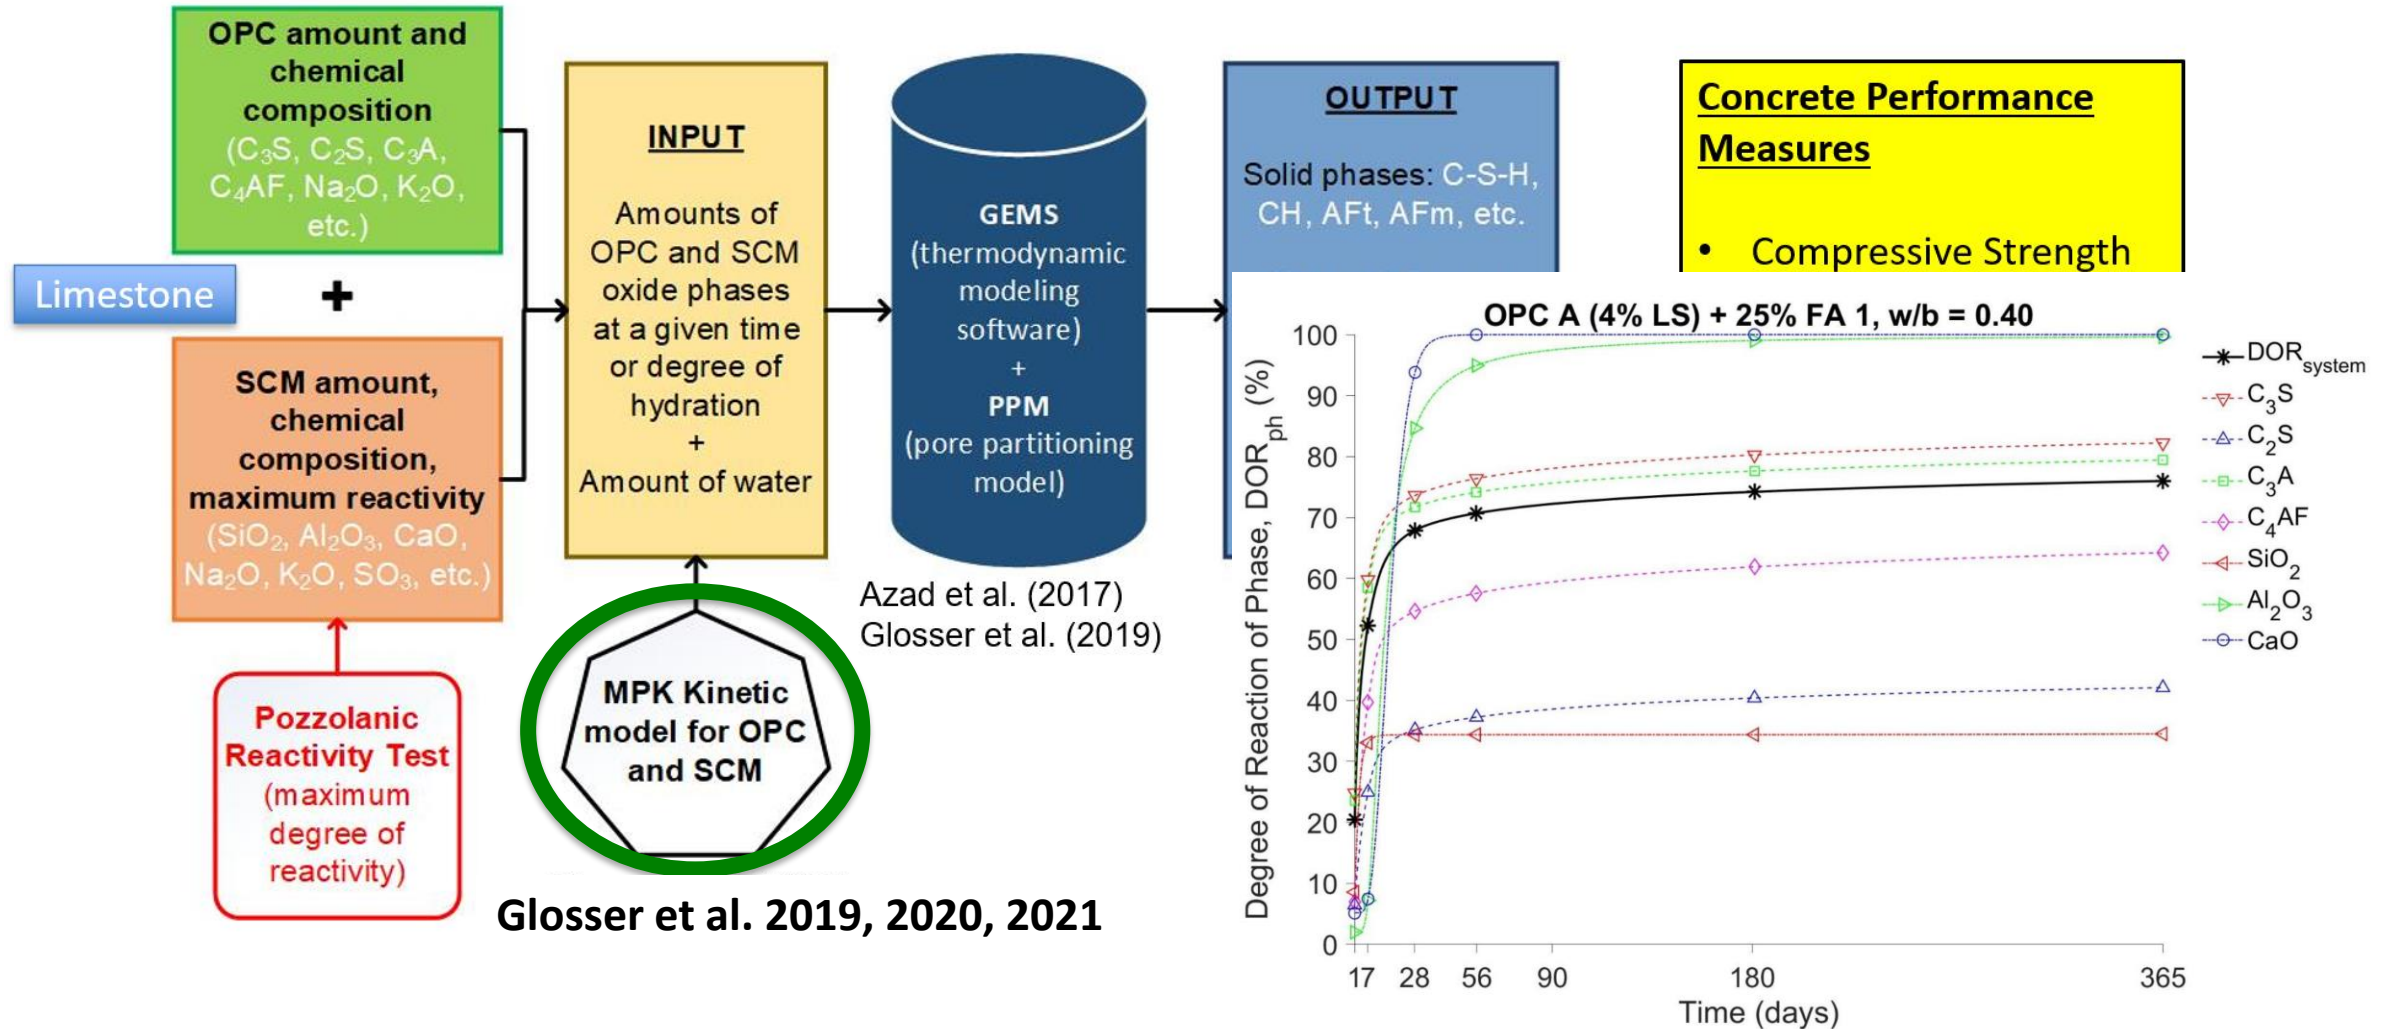 OPC amount and
chemical
composition
(C₃S, C₂S, C₃A,
C₄AF, Na₂O, K₂O,
etc.)
Limestone
+
SCM amount,
chemical
composition,
maximum reactivity
(SiO₂, Al₂O₃, CaO,
Na₂O, K₂O, SO₃, etc.)
Pozzolanic
Reactivity Test
(maximum
degree of
reactivity)
INPUT
Amounts of
OPC and SCM
oxide phases
at a given time
or degree of
hydration
+
Amount of water
MPK Kinetic
model for OPC
and SCM
Glosser et al. 2019, 2020, 2021
GEMS
(thermodynamic
modeling
software)
+
PPM
(pore partitioning
model)
Azad et al. (2017)
Glosser et al. (2019)
OUTPUT
Solid phases: C-S-H,
CH, AFt, AFm, etc.
Concrete Performance
Measures
• Compressive Strength
OPC A (4% LS) + 25% FA 1, w/b = 0.40
Degree of Reaction of Phase, DOR_ph (%)
100
90
80
70
60
50
40
30
20
10
0
17 28 56 90 180 365
Time (days)
DOR_system
C₃S
C₂S
C₃A
C₄AF
SiO₂
Al₂O₃
CaO